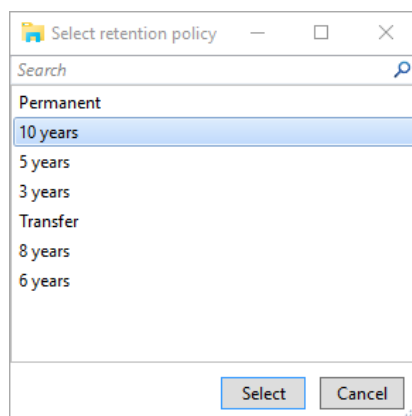 Select retention policy
Search
Permanent
10 years
5 years
3 years
Transfer
8 years
6 years
Select Cancel